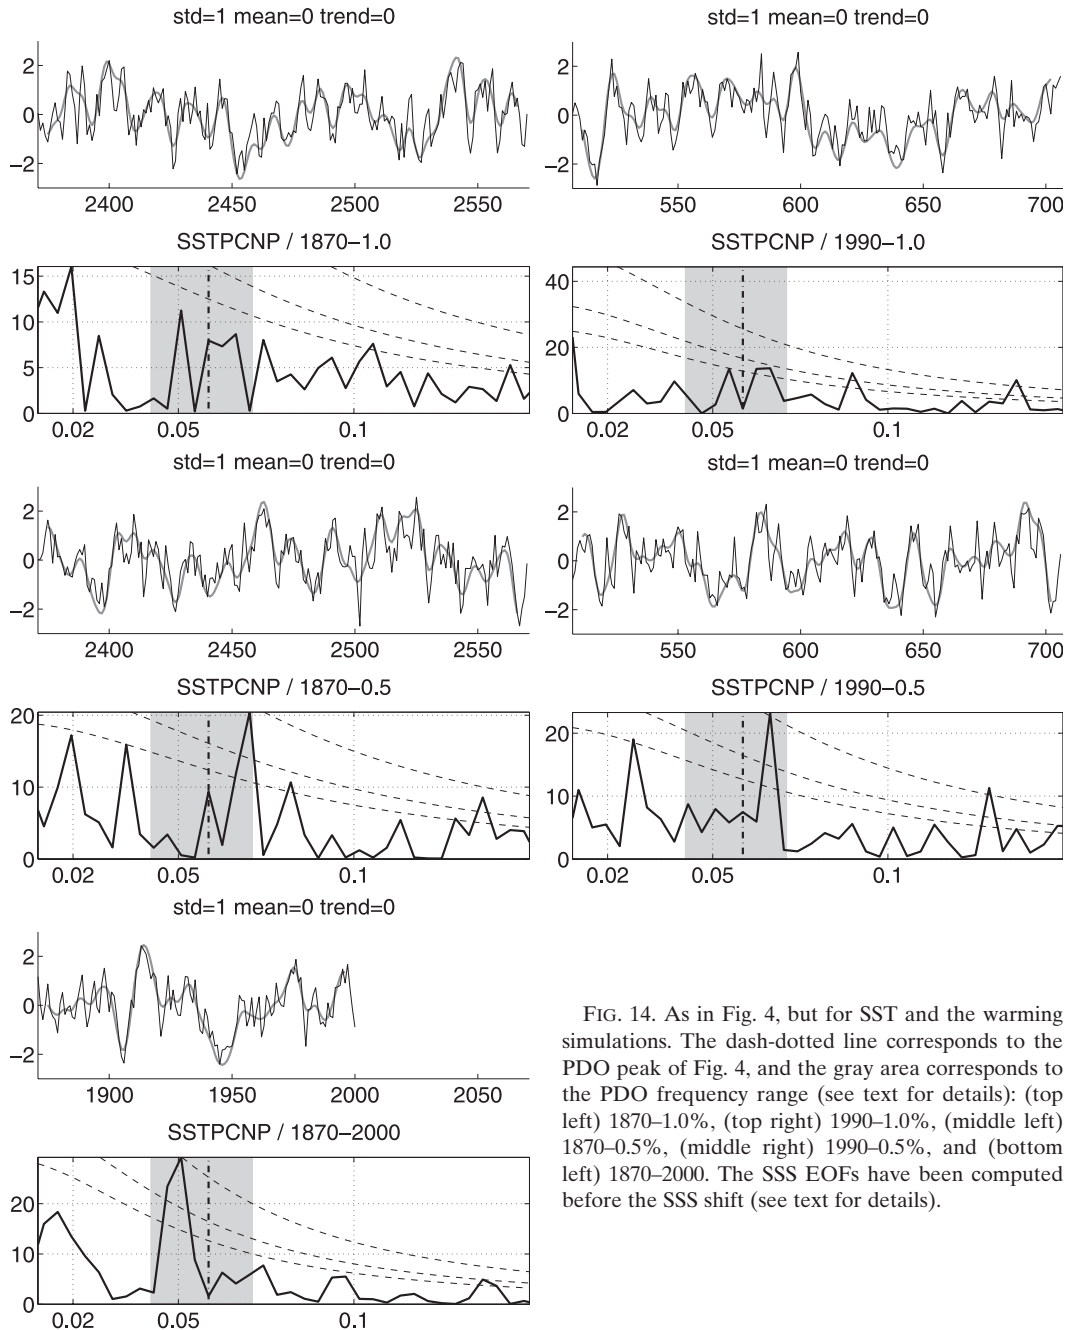 std=1 mean=0 trend=0
2
0
−2
2400 2450 2500 2550
std=1 mean=0 trend=0
2
0
−2
550 600 650 700
SSTPCNP / 1870–1.0
15
10
5
0
0.02 0.05 0.1
SSTPCNP / 1990–1.0
40
20
0
0.02 0.05 0.1
std=1 mean=0 trend=0
2
0
−2
2400 2450 2500 2550
std=1 mean=0 trend=0
2
0
−2
550 600 650 700
SSTPCNP / 1870–0.5
20
10
0
0.02 0.05 0.1
SSTPCNP / 1990–0.5
20
10
0
0.02 0.05 0.1
std=1 mean=0 trend=0
2
0
−2
1900 1950 2000 2050
SSTPCNP / 1870–2000
20
10
0
0.02 0.05 0.1
FIG. 14. As in Fig. 4, but for SST and the warming
simulations. The dash-dotted line corresponds to the
PDO peak of Fig. 4, and the gray area corresponds to
the PDO frequency range (see text for details): (top
left) 1870–1.0%, (top right) 1990–1.0%, (middle left)
1870–0.5%, (middle right) 1990–0.5%, and (bottom
left) 1870–2000. The SSS EOFs have been computed
before the SSS shift (see text for details).